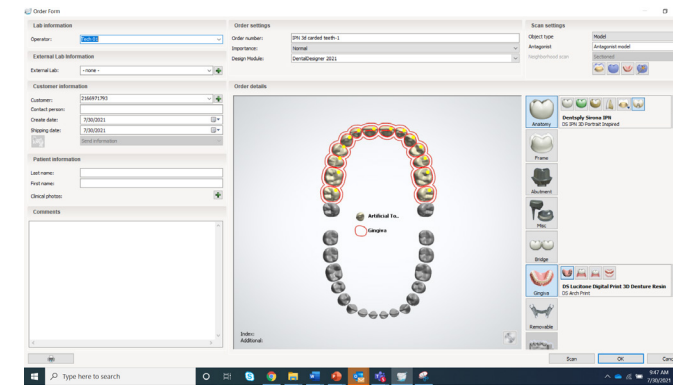 Order Form
Lab information
Operator:
Tech 01
External Lab Information
External Lab:
- none -
Customer information
Customer:
2166971793
Contact person:
Create date:
7/30/2021
Shipping date:
7/30/2021
Send information
Patient information
Last name:
First name:
Clinical photos:
Comments
Order settings
Order number:
IPN 3d carded teeth-1
Importance:
Normal
Design Module:
DentalDesigner 2021
Order details
Artificial To..
Gingiva
Index:
Additional:
Scan settings
Object type
Model
Antagonist
Antagonist model
Neighborhood scan
Sectioned
Anatomy
Dentsply Sirona IPN
DS IPN 3D Portrait Inspired
Frame
Abutment
Misc
Bridge
Gingiva
DS Lucitone Digital Print 3D Denture Resin
DS Arch Print
Removable
Scan
OK
Canc
Type here to search
9:47 AM
7/30/2021